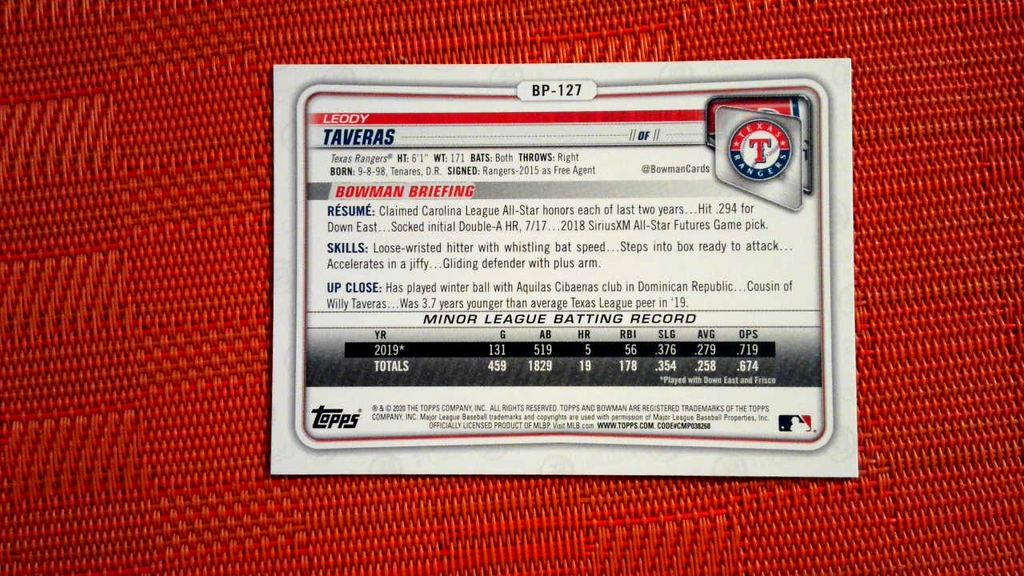 BP-127
LEODY
TAVERAS
// OF //
TEXAS RANGERS
T
Texas Rangers® HT: 6'1" WT: 171 BATS: Both THROWS: Right
BORN: 9-8-98, Tenares, D.R. SIGNED: Rangers-2015 as Free Agent
@BowmanCards
BOWMAN BRIEFING
RÉSUMÉ: Claimed Carolina League All-Star honors each of last two years...Hit .294 for
Down East...Socked initial Double-A HR, 7/17...2018 SiriusXM All-Star Futures Game pick.
SKILLS: Loose-wristed hitter with whistling bat speed...Steps into box ready to attack...
Accelerates in a jiffy...Gliding defender with plus arm.
UP CLOSE: Has played winter ball with Aquilas Cibaenas club in Dominican Republic...Cousin of
Willy Taveras...Was 3.7 years younger than average Texas League peer in '19.
MINOR LEAGUE BATTING RECORD
YR G AB HR RBI SLG AVG OPS
2019* 131 519 5 56 .376 .279 .719
TOTALS 459 1829 19 178 .354 .258 .674
*Played with Down East and Frisco
Topps
® & © 2020 THE TOPPS COMPANY, INC. ALL RIGHTS RESERVED. TOPPS AND BOWMAN ARE REGISTERED TRADEMARKS OF THE TOPPS
COMPANY, INC. Major League Baseball trademarks and copyrights are used with permission of Major League Baseball Properties, Inc.
OFFICIALLY LICENSED PRODUCT OF MLBP. Visit MLB.com WWW.TOPPS.COM. CODE#CMP038268